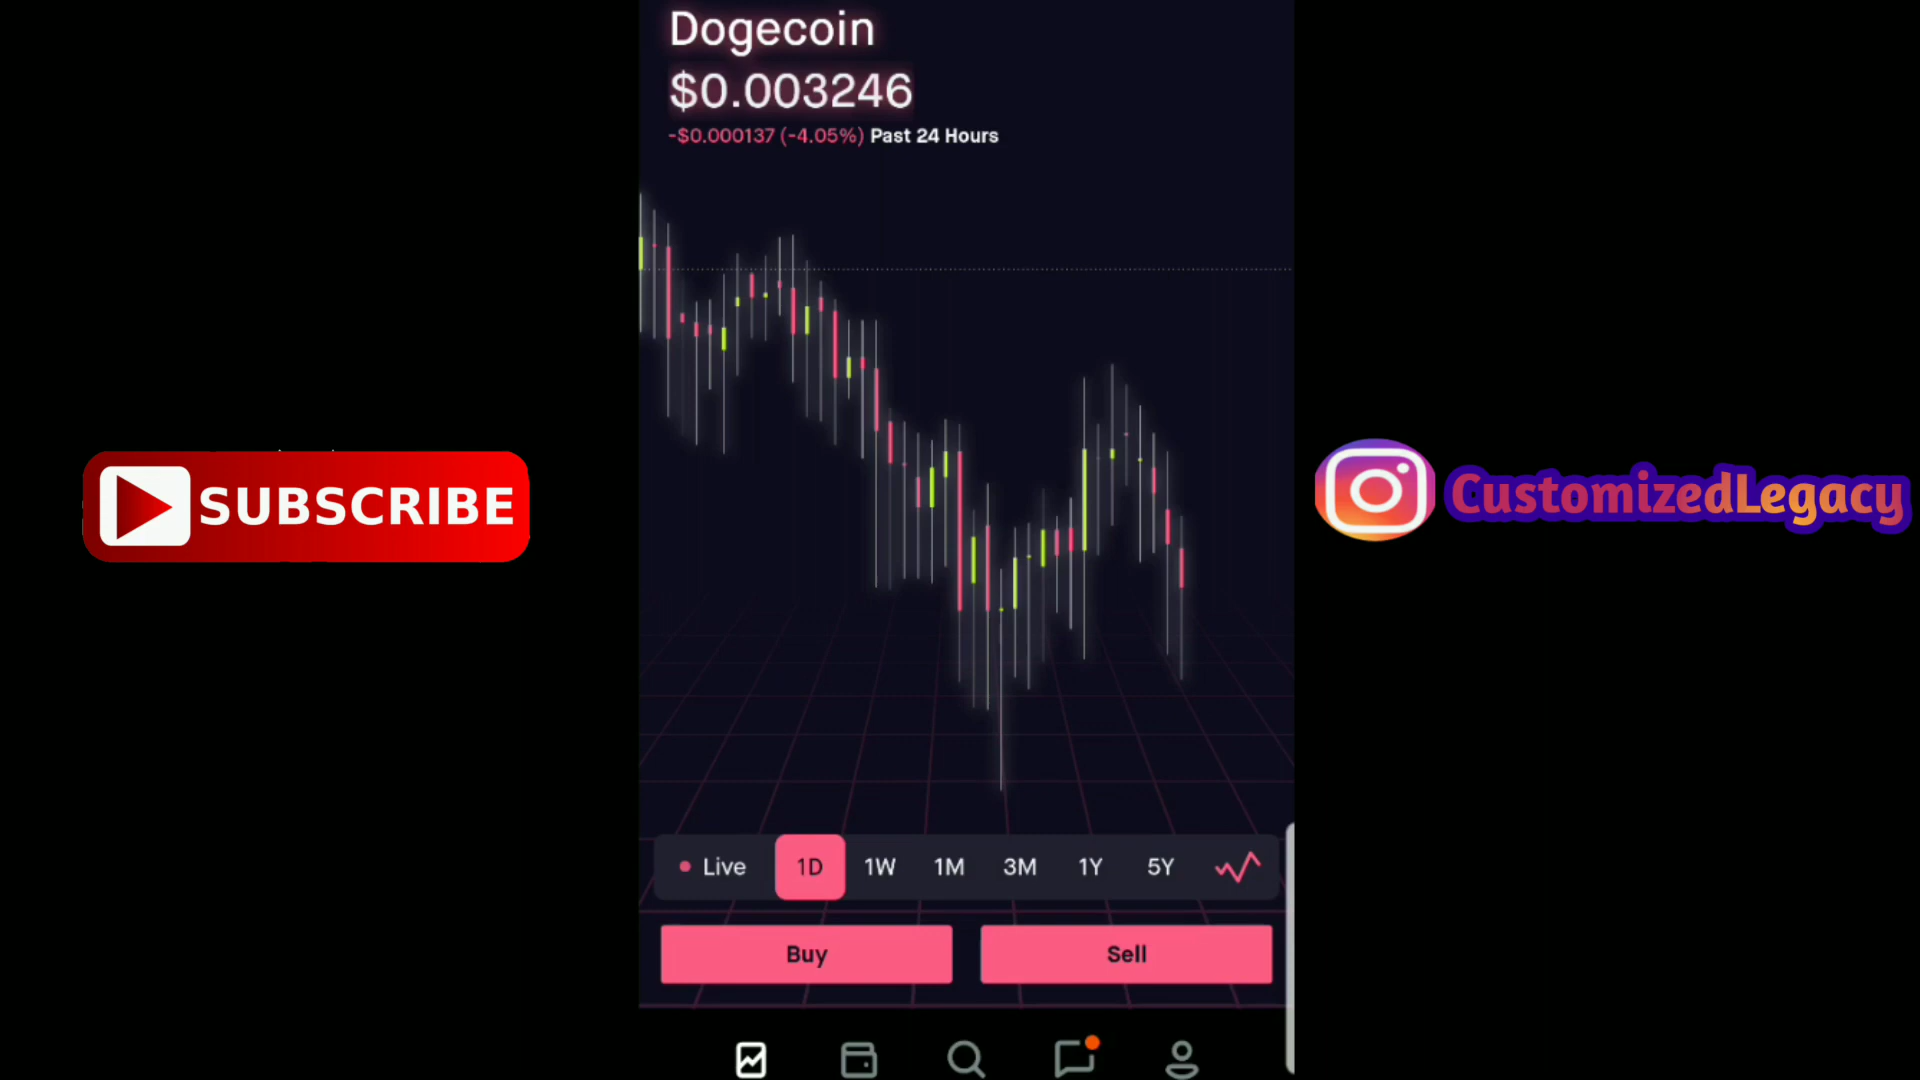 Dogecoin
$0.003246
-$0.000137 (-4.05%) Past 24 Hours
SUBSCRIBE
CustomizedLegacy
Live 1D 1W 1M 3M 1Y 5Y
Buy Sell